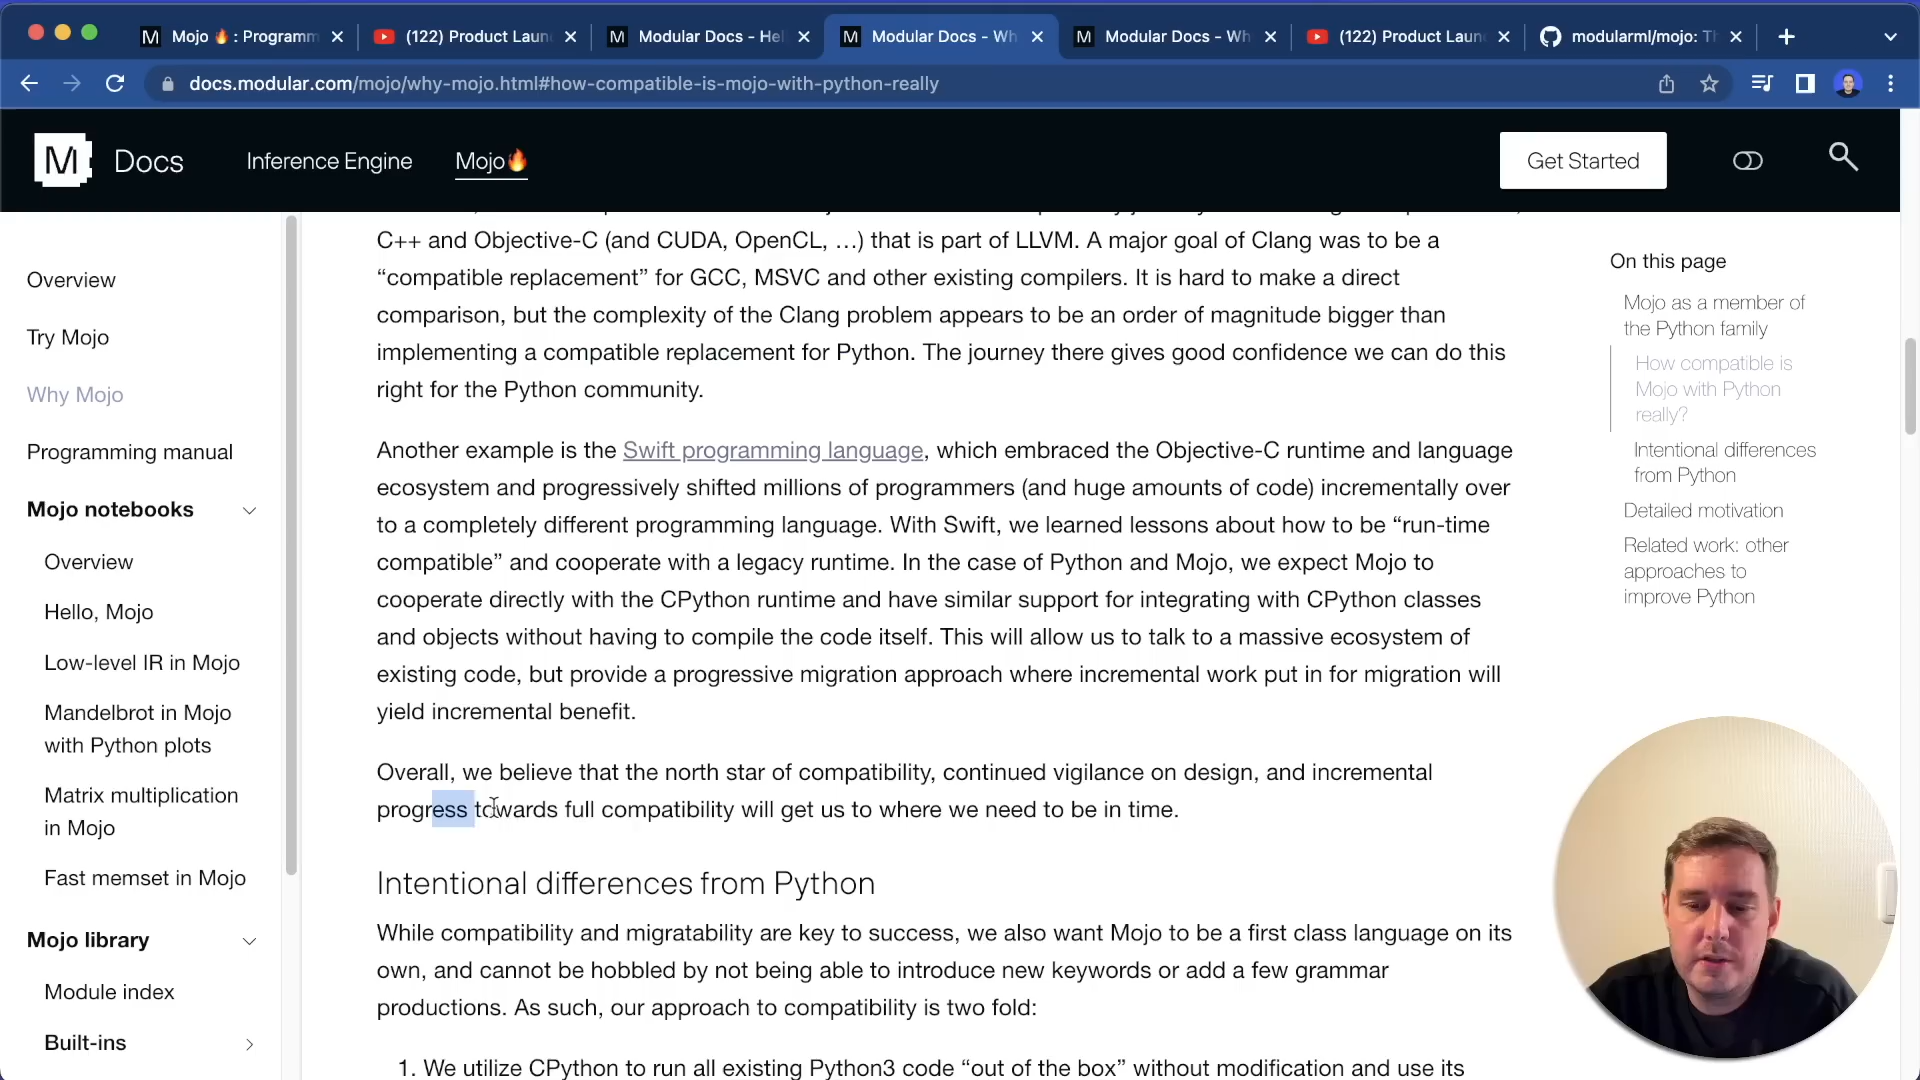 Mojo 🔥 : Programm
(122) Product Laun
Modular Docs - Hel
Modular Docs - Wh
Modular Docs - Wh
(122) Product Laun
modularml/mojo: Th
docs.modular.com/mojo/why-mojo.html#how-compatible-is-mojo-with-python-really
M Docs
Inference Engine
Mojo🔥
Get Started
Overview
Try Mojo
Why Mojo
Programming manual
Mojo notebooks
Overview
Hello, Mojo
Low-level IR in Mojo
Mandelbrot in Mojo
with Python plots
Matrix multiplication
in Mojo
Fast memset in Mojo
Mojo library
Module index
Built-ins
C++ and Objective-C (and CUDA, OpenCL, …) that is part of LLVM. A major goal of Clang was to be a
“compatible replacement” for GCC, MSVC and other existing compilers. It is hard to make a direct
comparison, but the complexity of the Clang problem appears to be an order of magnitude bigger than
implementing a compatible replacement for Python. The journey there gives good confidence we can do this
right for the Python community.
Another example is the Swift programming language, which embraced the Objective-C runtime and language
ecosystem and progressively shifted millions of programmers (and huge amounts of code) incrementally over
to a completely different programming language. With Swift, we learned lessons about how to be “run-time
compatible” and cooperate with a legacy runtime. In the case of Python and Mojo, we expect Mojo to
cooperate directly with the CPython runtime and have similar support for integrating with CPython classes
and objects without having to compile the code itself. This will allow us to talk to a massive ecosystem of
existing code, but provide a progressive migration approach where incremental work put in for migration will
yield incremental benefit.
Overall, we believe that the north star of compatibility, continued vigilance on design, and incremental
progress towards full compatibility will get us to where we need to be in time.
Intentional differences from Python
While compatibility and migratability are key to success, we also want Mojo to be a first class language on its
own, and cannot be hobbled by not being able to introduce new keywords or add a few grammar
productions. As such, our approach to compatibility is two fold:
1. We utilize CPython to run all existing Python3 code “out of the box” without modification and use its
On this page
Mojo as a member of
the Python family
How compatible is
Mojo with Python
really?
Intentional differences
from Python
Detailed motivation
Related work: other
approaches to
improve Python